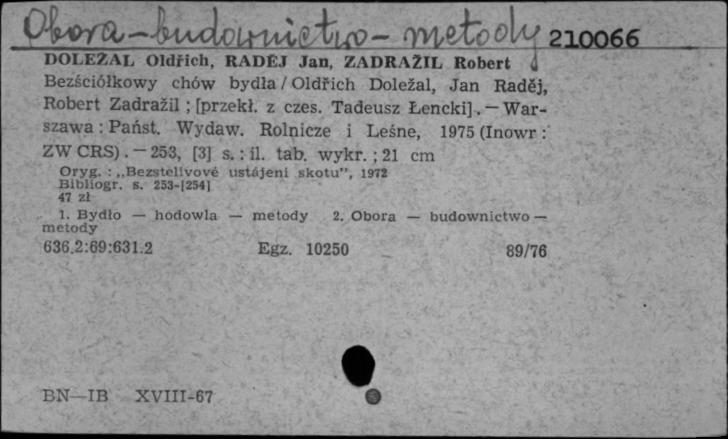 Obora - budownictwo - metody 210066
DOLEŽAL Oldřich, RADĚJ Jan, ZADRAŽIL Robert
Bezściółkowy chów bydła / Oldřich Doležal, Jan Raděj,
Robert Zadražil ; [przekł. z czes. Tadeusz Łencki]. — War-
szawa : Państ. Wydaw. Rolnicze i Leśne, 1975 (Inowr :
ZW CRS). — 253, [3] s. : il. tab. wykr. ; 21 cm
Oryg. : „Bezstelivové ustájeni skotu”, 1972
Bibliogr. s. 253-[254]
47 zł
1. Bydło — hodowla — metody 2. Obora — budownictwo —
metody
636.2:69:631.2 Egz. 10250 89/76
BN—IB XVIII-67